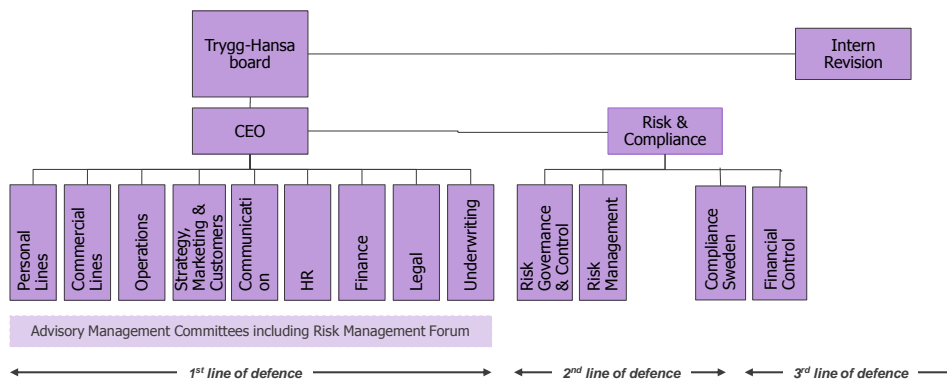 Trygg-Hansa
board
Intern
Revision
CEO
Risk &
Compliance
Personal
Lines
Commercial
Lines
Operations
Strategy,
Marketing &
Customers
Communicati
on
HR
Finance
Legal
Underwriting
Risk
Governance
& Control
Risk
Management
Compliance
Sweden
Financial
Control
Advisory Management Committees including Risk Management Forum
1st line of defence
2nd line of defence
3rd line of defence